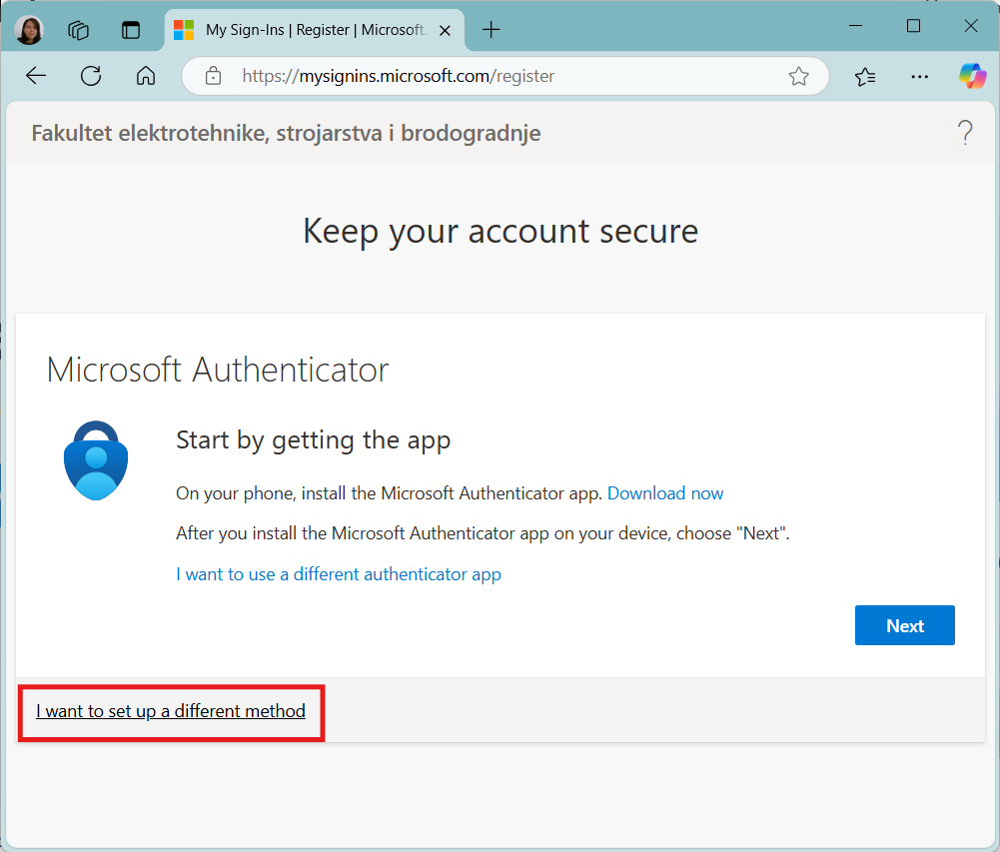 My Sign-Ins | Register | Microsoft.
https://mysignins.microsoft.com/register
Fakultet elektrotehnike, strojarstva i brodogradnje
?
Keep your account secure
Microsoft Authenticator
Start by getting the app
On your phone, install the Microsoft Authenticator app. Download now
After you install the Microsoft Authenticator app on your device, choose "Next".
I want to use a different authenticator app
Next
I want to set up a different method